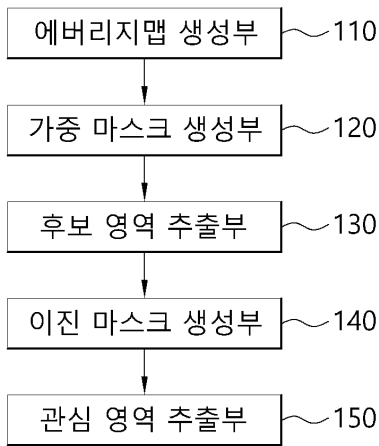 에버리지맵 생성부 110
가중 마스크 생성부 120
후보 영역 추출부 130
이진 마스크 생성부 140
관심 영역 추출부 150